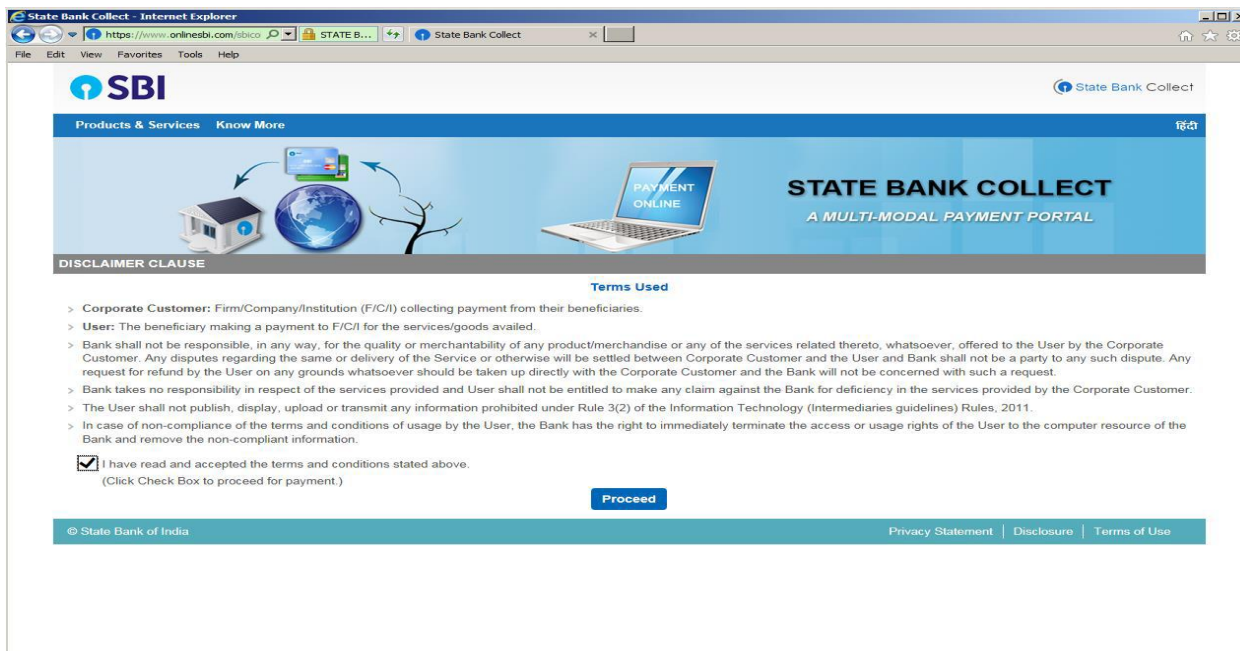 State Bank Collect - Internet Explorer
https://www.onlinesbi.com/sbico STATE B... State Bank Collect
File Edit View Favorites Tools Help
SBI
State Bank Collect
Products & Services Know More हिंदी
PAYMENT
ONLINE
STATE BANK COLLECT
A MULTI-MODAL PAYMENT PORTAL
DISCLAIMER CLAUSE
Terms Used
> Corporate Customer: Firm/Company/Institution (F/C/I) collecting payment from their beneficiaries.
> User: The beneficiary making a payment to F/C/I for the services/goods availed.
> Bank shall not be responsible, in any way, for the quality or merchantability of any product/merchandise or any of the services related thereto, whatsoever, offered to the User by the Corporate
Customer. Any disputes regarding the same or delivery of the Service or otherwise will be settled between Corporate Customer and the User and Bank shall not be a party to any such dispute. Any
request for refund by the User on any grounds whatsoever should be taken up directly with the Corporate Customer and the Bank will not be concerned with such a request.
> Bank takes no responsibility in respect of the services provided and User shall not be entitled to make any claim against the Bank for deficiency in the services provided by the Corporate Customer.
> The User shall not publish, display, upload or transmit any information prohibited under Rule 3(2) of the Information Technology (Intermediaries guidelines) Rules, 2011.
> In case of non-compliance of the terms and conditions of usage by the User, the Bank has the right to immediately terminate the access or usage rights of the User to the computer resource of the
Bank and remove the non-compliant information.
I have read and accepted the terms and conditions stated above.
(Click Check Box to proceed for payment.)
Proceed
© State Bank of India Privacy Statement | Disclosure | Terms of Use